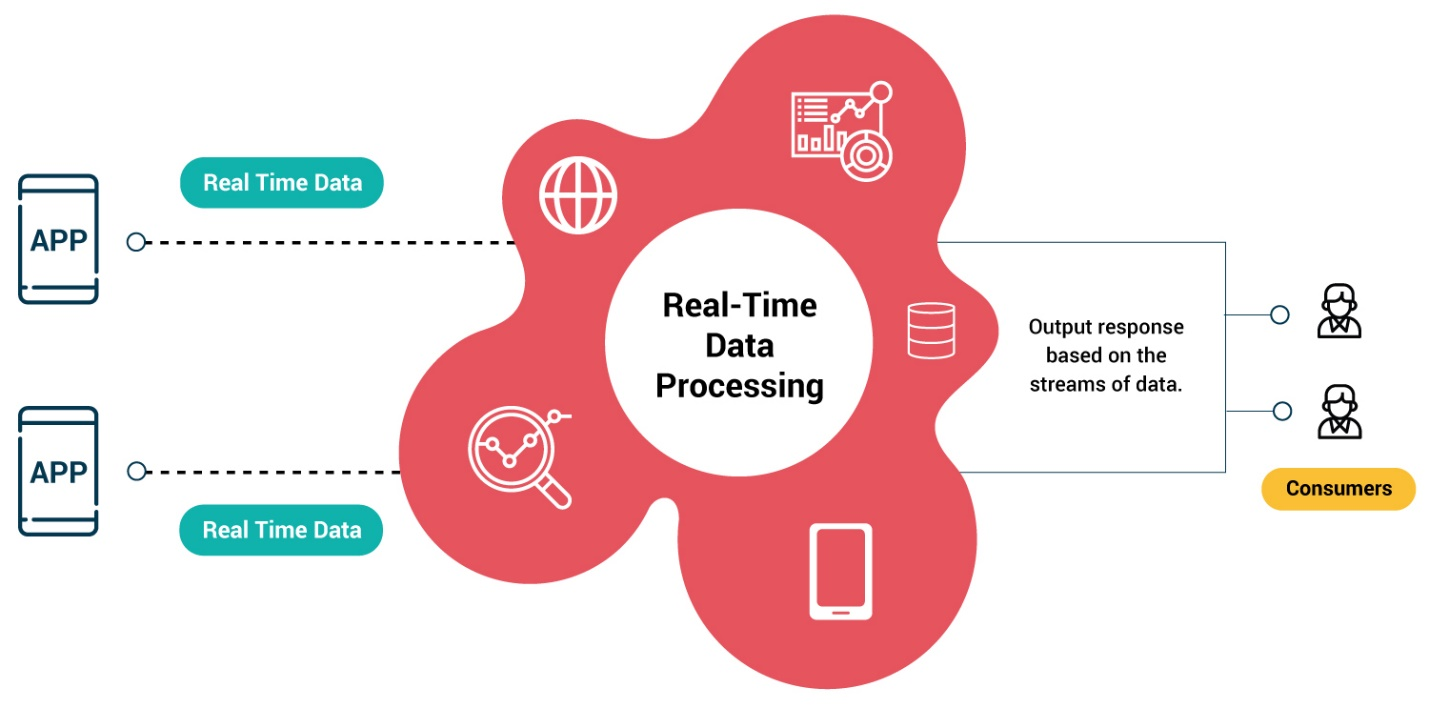 Real Time Data
APP
Real-Time
Data
Processing
Output response
based on the
streams of data.
APP
Real Time Data
Consumers